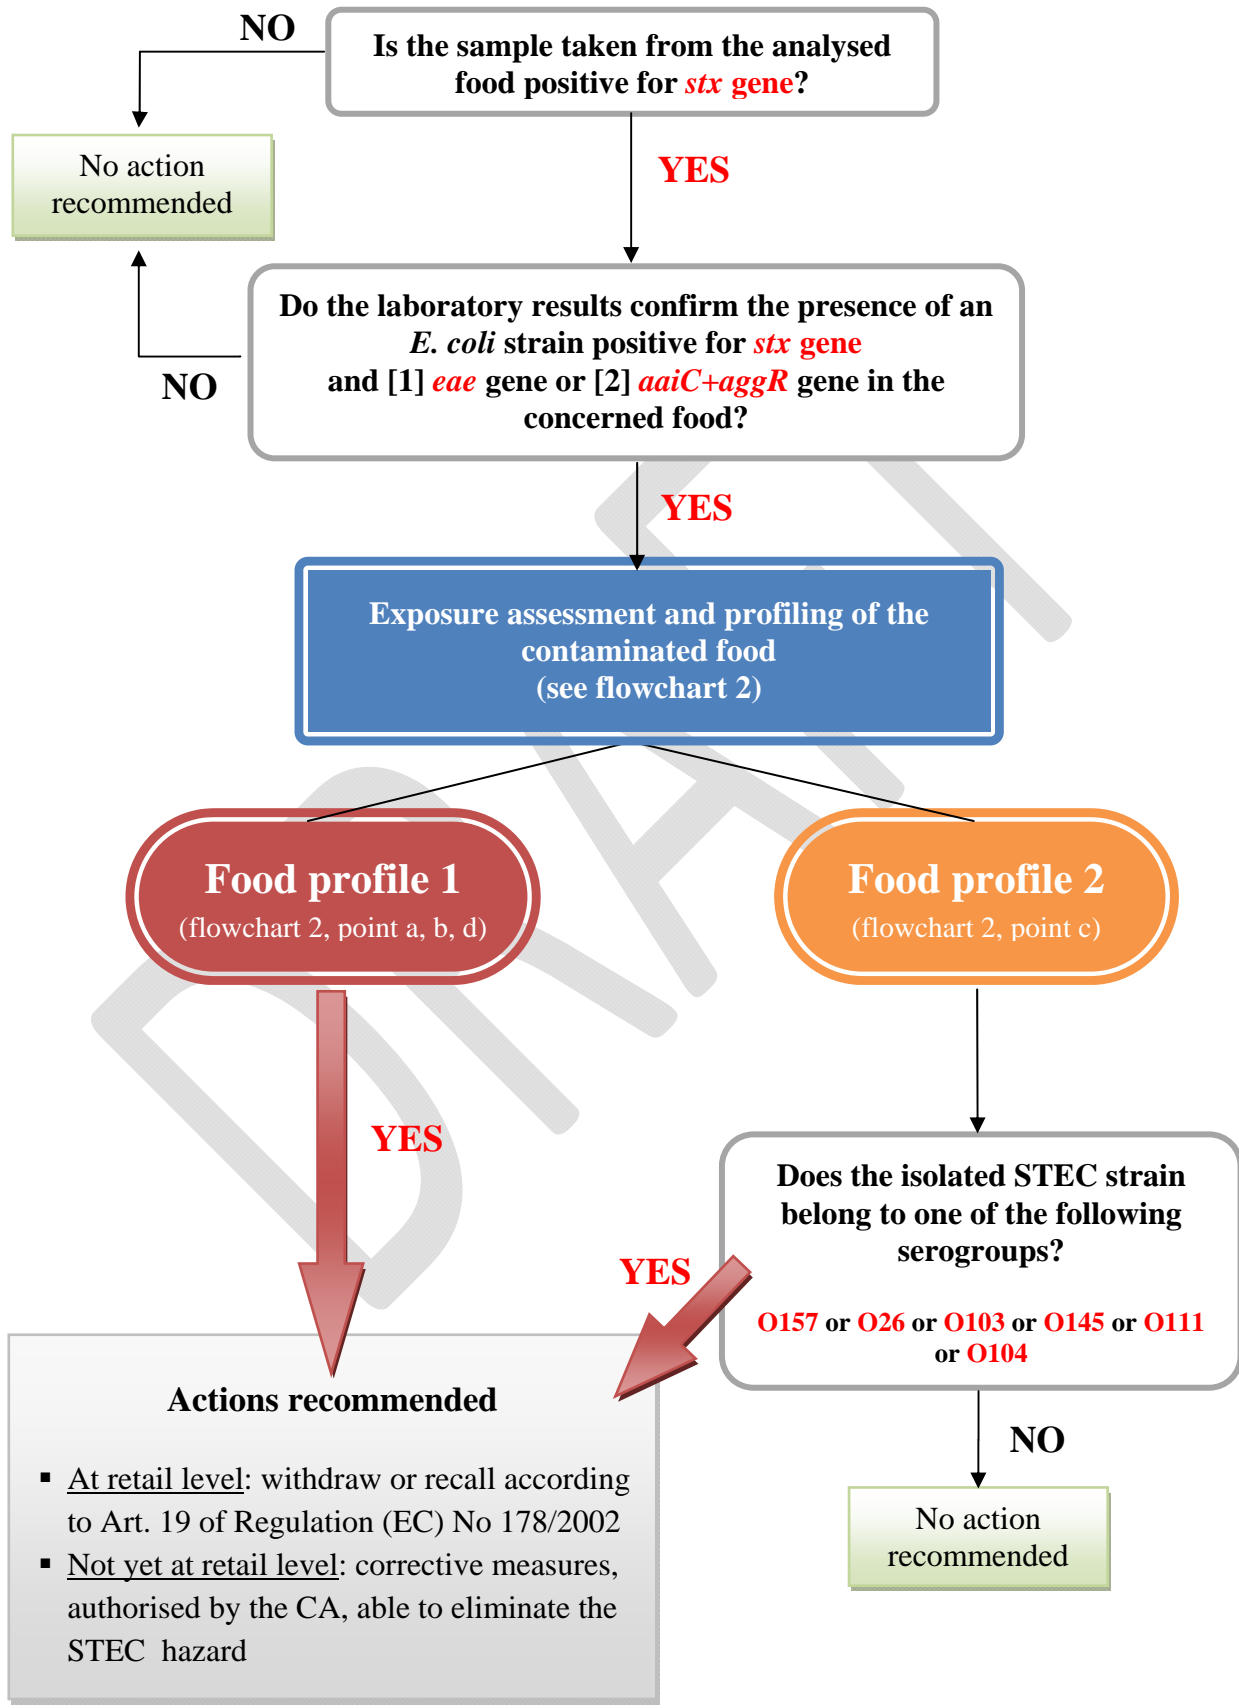 NO
Is the sample taken from the analysed
food positive for stx gene?
No action
recommended
YES
Do the laboratory results confirm the presence of an
E. coli strain positive for stx gene
and [1] eae gene or [2] aaiC+aggR gene in the
concerned food?
NO
YES
Exposure assessment and profiling of the
contaminated food
(see flowchart 2)
Food profile 1
(flowchart 2, point a, b, d)
Food profile 2
(flowchart 2, point c)
YES
Does the isolated STEC strain
belong to one of the following
serogroups?
O157 or O26 or O103 or O145 or O111
or O104
YES
Actions recommended
▪ At retail level: withdraw or recall according
to Art. 19 of Regulation (EC) No 178/2002
▪ Not yet at retail level: corrective measures,
authorised by the CA, able to eliminate the
STEC hazard
NO
No action
recommended
DRAFT